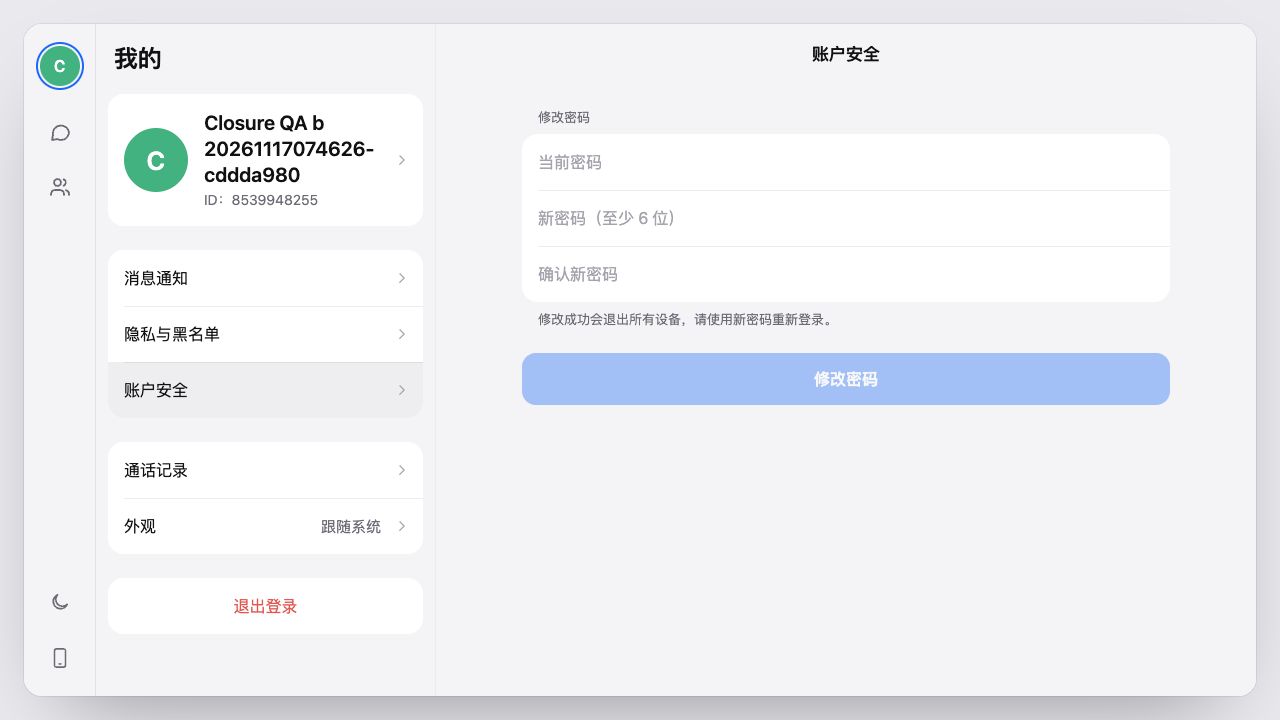 C
我的
C
Closure QA b
20261117074626-
cddda980
ID：8539948255
消息通知
隐私与黑名单
账户安全
通话记录
外观
跟随系统
退出登录
账户安全
修改密码
当前密码
新密码（至少 6 位）
确认新密码
修改成功会退出所有设备，请使用新密码重新登录。
修改密码